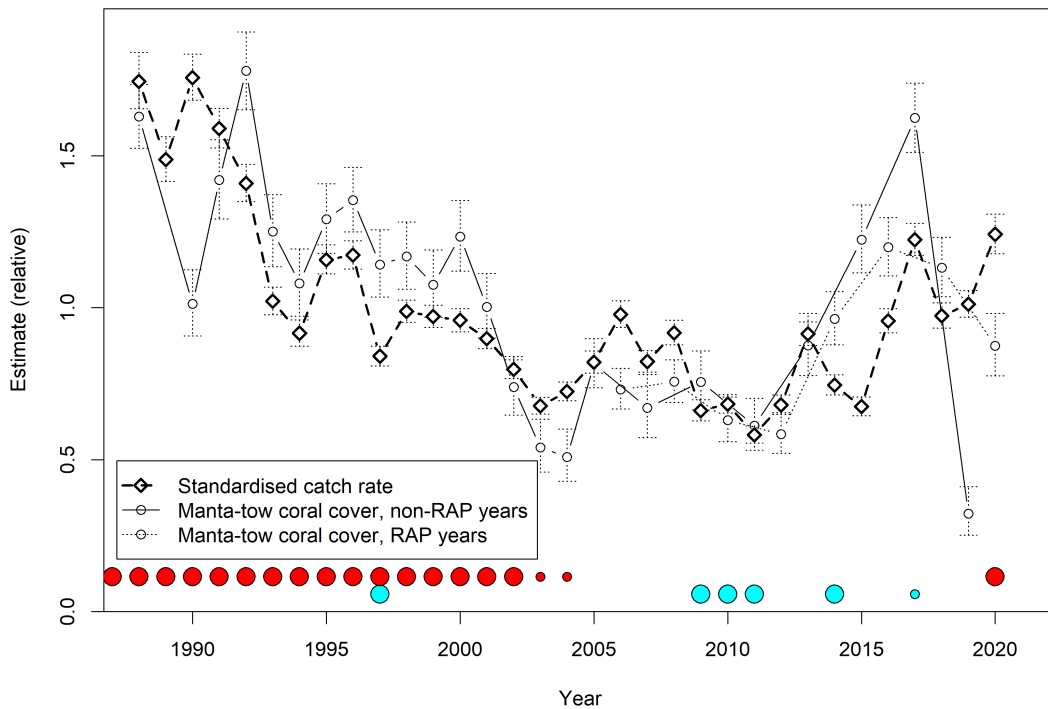 Estimate (relative)
1.5
1.0
0.5
0.0
Standardised catch rate
Manta-tow coral cover, non-RAP years
Manta-tow coral cover, RAP years
1990 1995 2000 2005 2010 2015 2020
Year